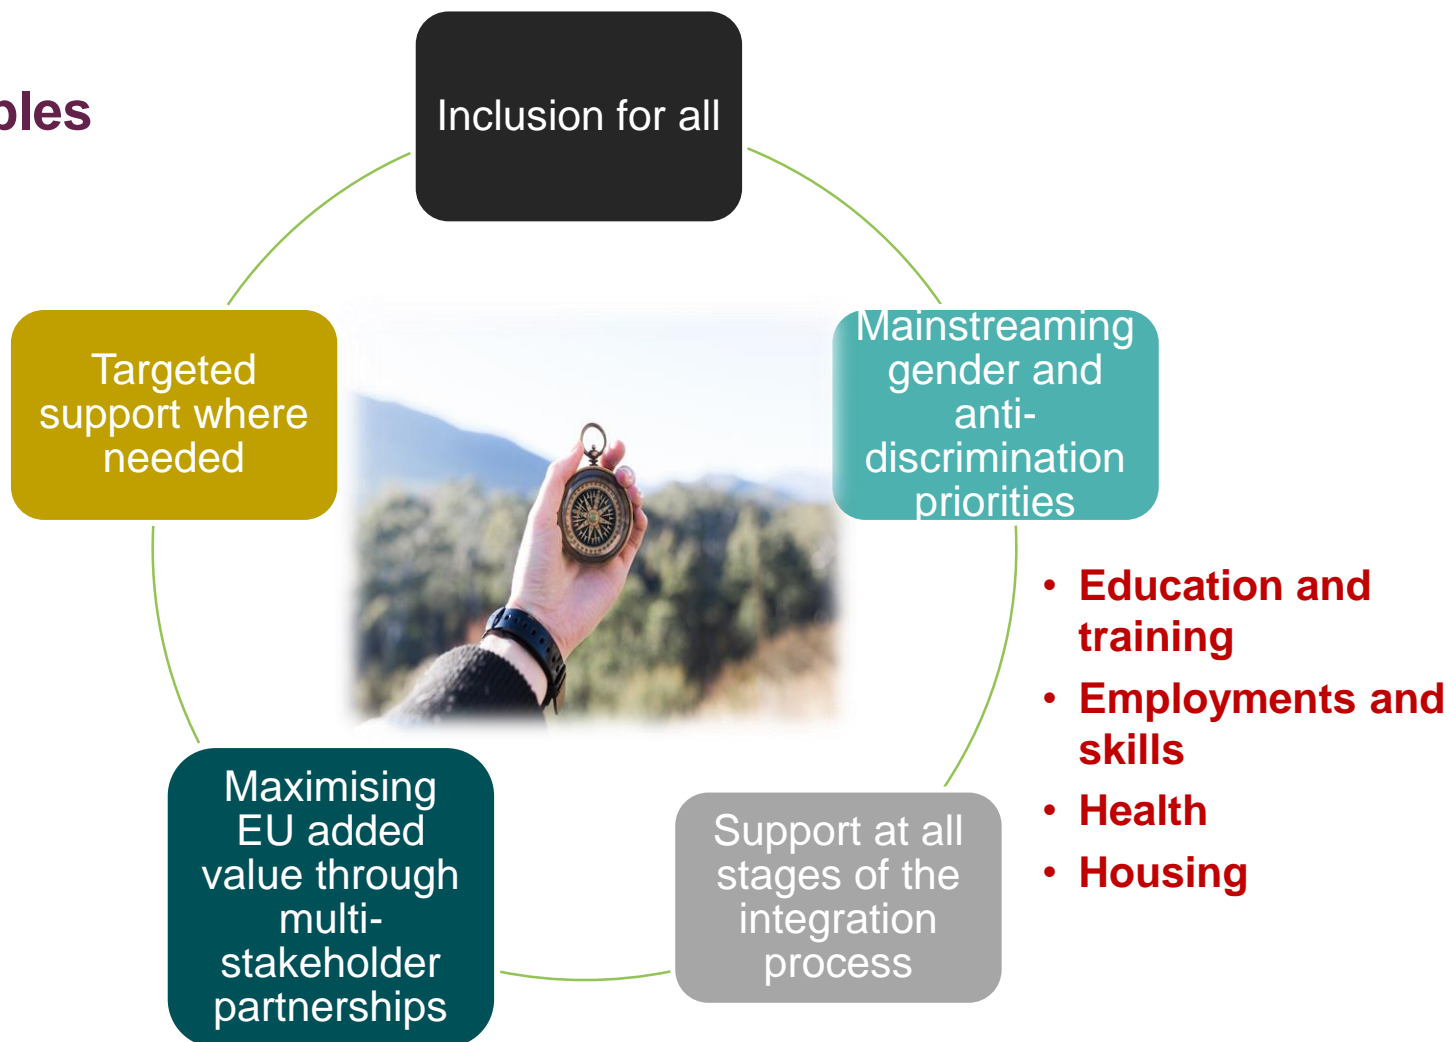 Inclusion for all
Mainstreaming
gender and
anti-
discrimination
priorities
• Education and
training
• Employments and
skills
• Health
• Housing
Support at all
stages of the
integration
process
Maximising
EU added
value through
multi-
stakeholder
partnerships
Targeted
support where
needed